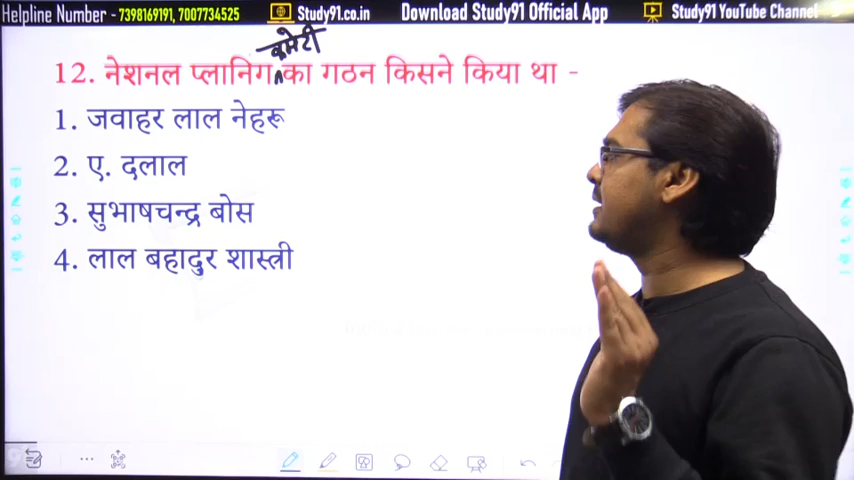 Helpline Number - 7398169191, 7007734525 Study91.co.in Download Study91 Official App Study91 YouTube Channel
कमेटी
12. नेशनल प्लानिग का गठन किसने किया था -
1. जवाहर लाल नेहरू
2. ए. दलाल
3. सुभाषचन्द्र बोस
4. लाल बहादुर शास्त्री